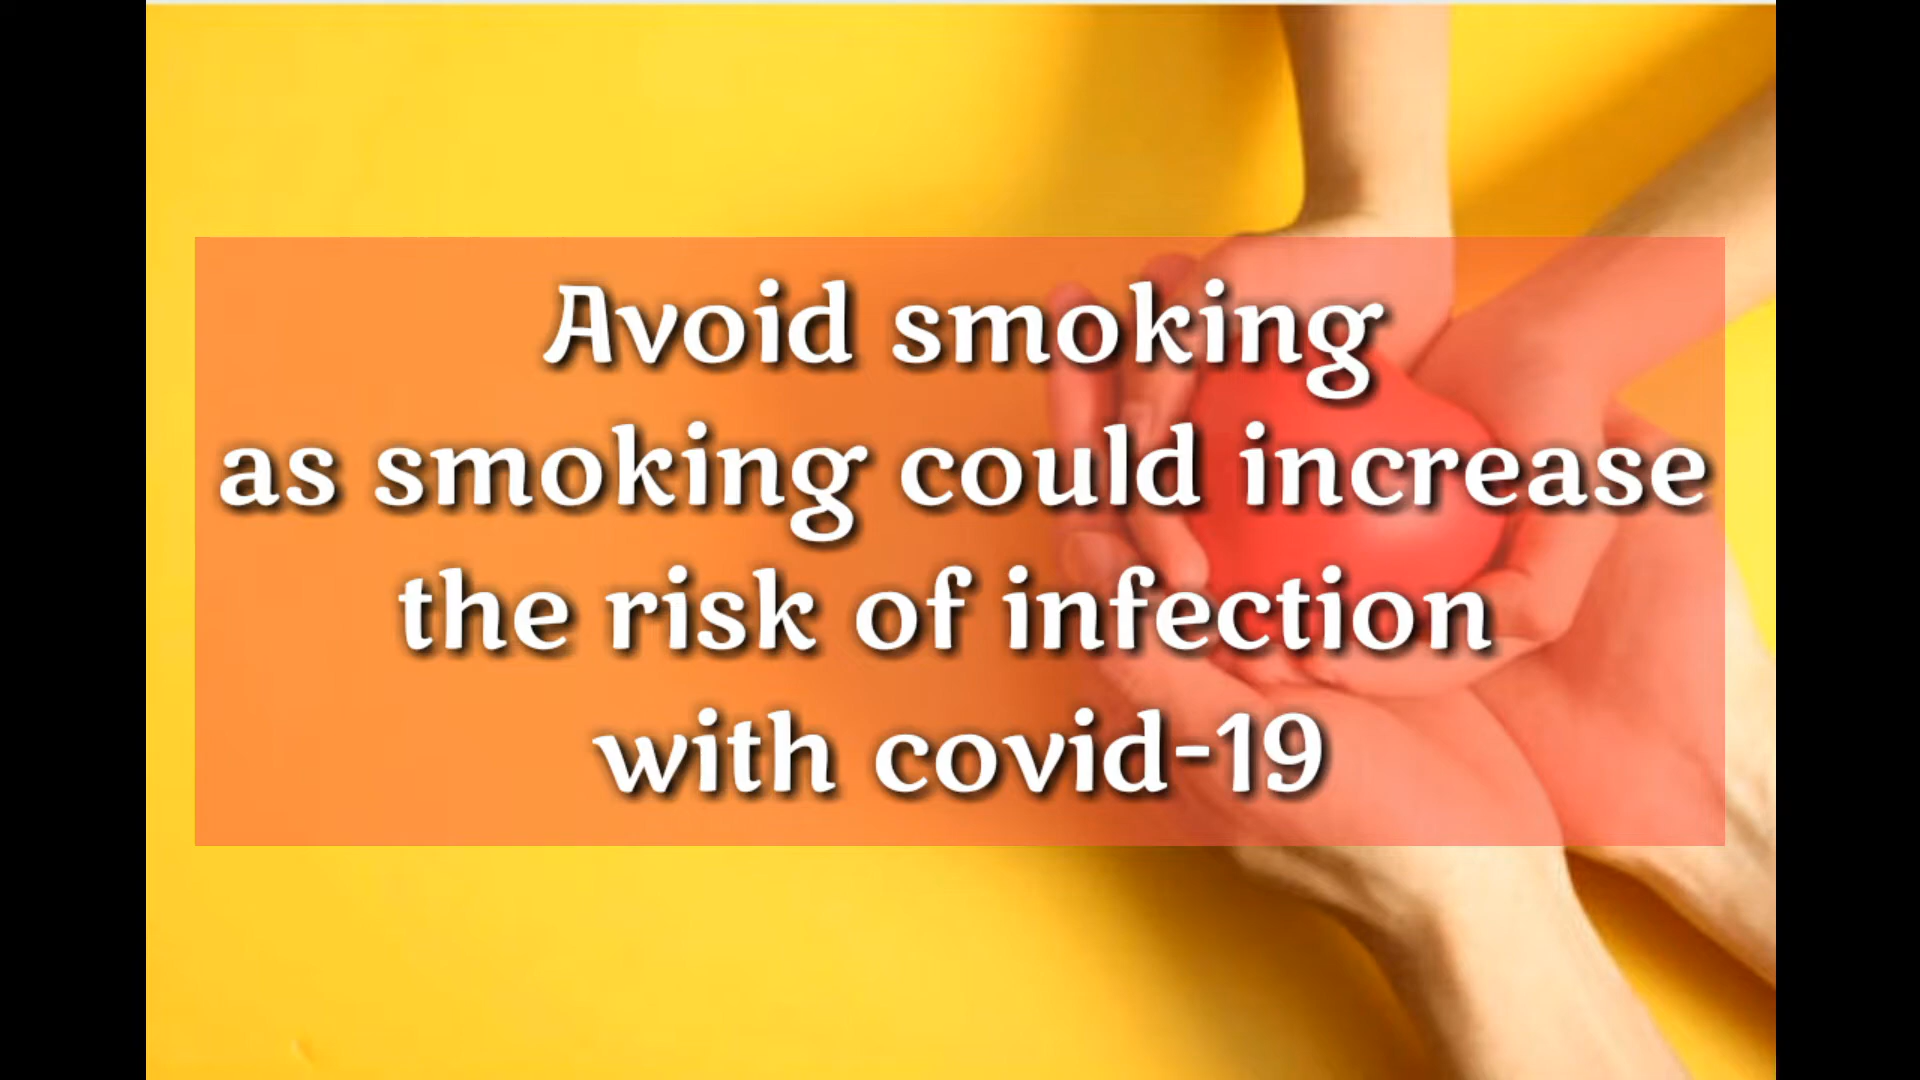 Avoid smoking
as smoking could increase
the risk of infection
with covid-19